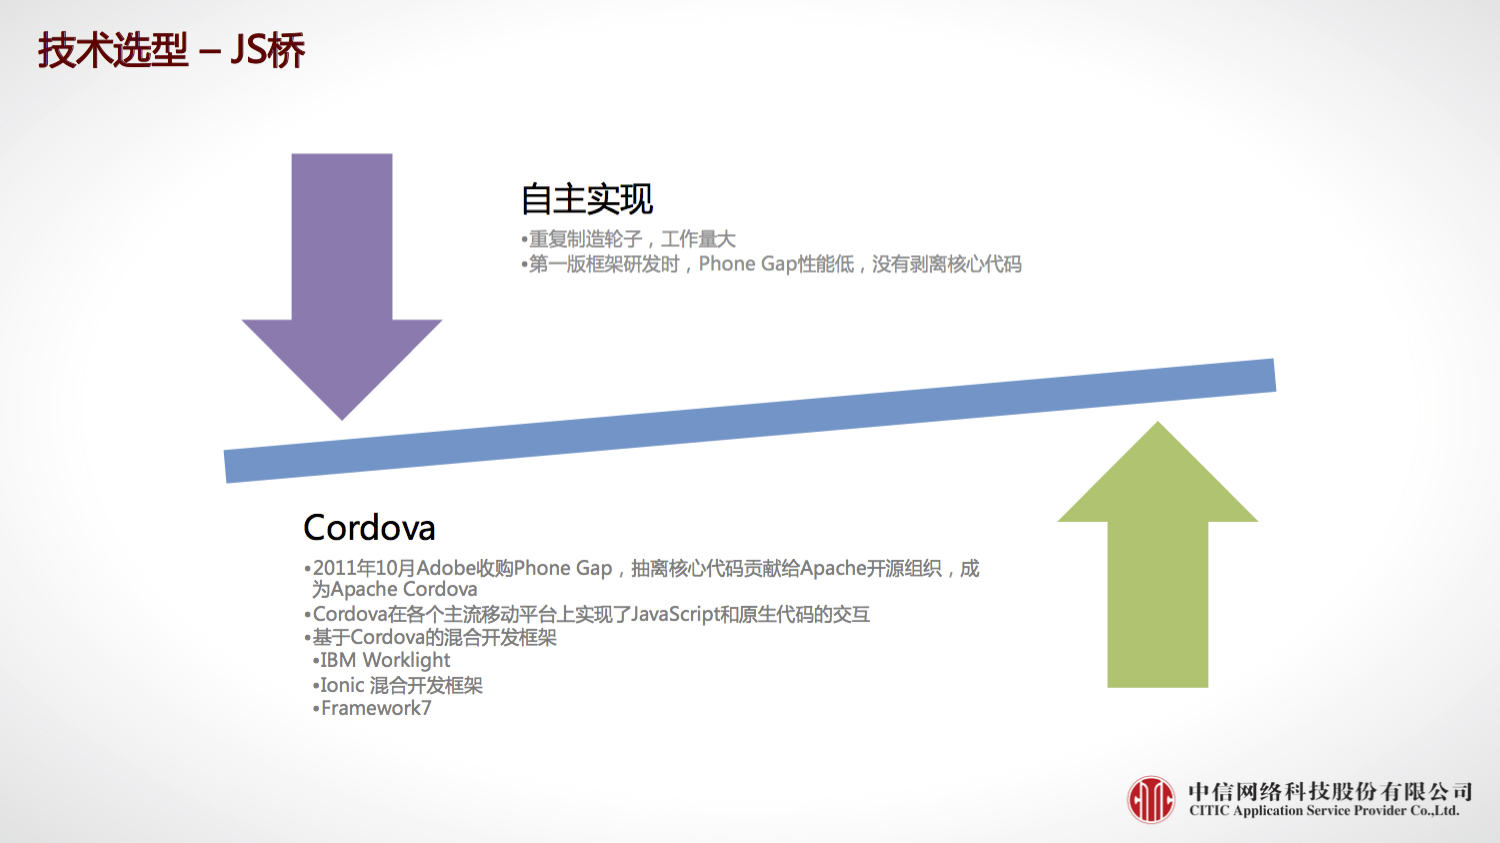 技术选型 – JS桥
自主实现
•重复制造轮子，工作量大
•第一版框架研发时，Phone Gap性能低，没有剥离核心代码
Cordova
•2011年10月Adobe收购Phone Gap，抽离核心代码贡献给Apache开源组织，成
为Apache Cordova
•Cordova在各个主流移动平台上实现了JavaScript和原生代码的交互
•基于Cordova的混合开发框架
•IBM Worklight
•Ionic 混合开发框架
•Framework7
中信网络科技股份有限公司
CITIC Application Service Provider Co.,Ltd.